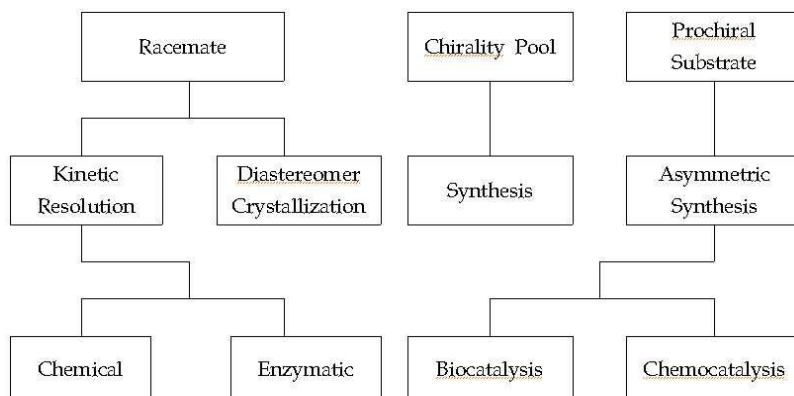 Racemate
Chirality Pool
Prochiral
Substrate
Kinetic
Resolution
Diastereomer
Crystallization
Synthesis
Asymmetric
Synthesis
Chemical
Enzymatic
Biocatalysis
Chemocatalysis